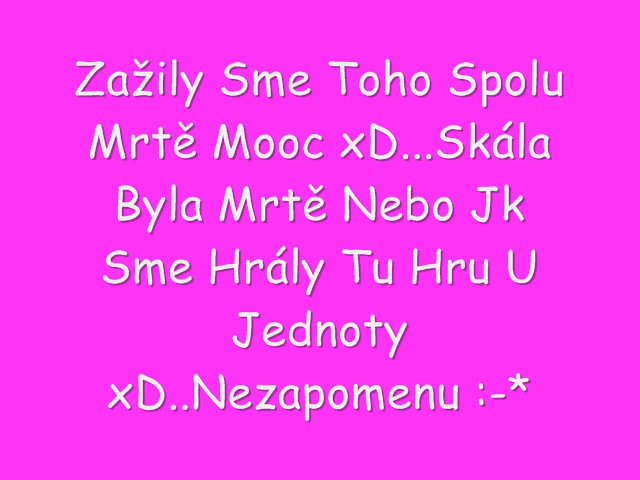 Zažily Sme Toho Spolu
Mrtě Mooc xD...Skála
Byla Mrtě Nebo Jk
Sme Hrály Tu Hru U
Jednoty
xD..Nezapomenu :-*